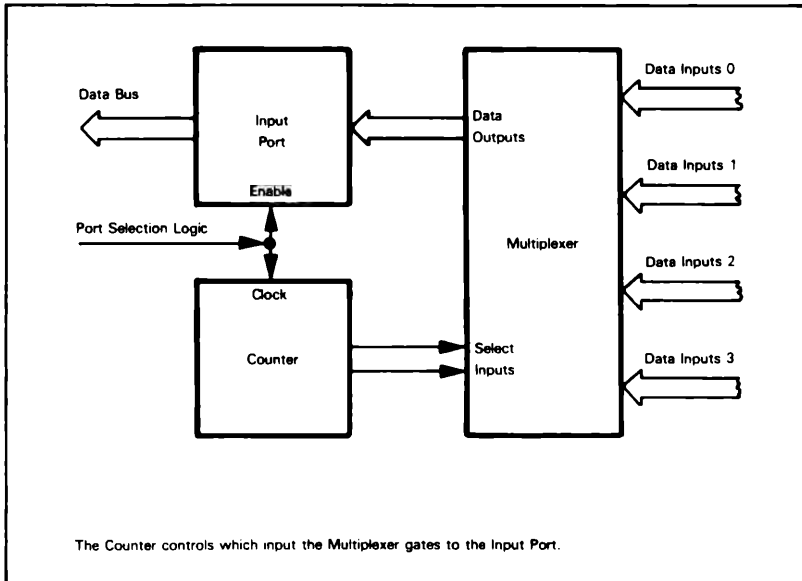 Data Bus
Input
Port
Enable
Port Selection Logic
Clock
Counter
Data
Outputs
Multiplexer
Select
Inputs
Data Inputs 0
Data Inputs 1
Data Inputs 2
Data Inputs 3
The Counter controls which input the Multiplexer gates to the Input Port.